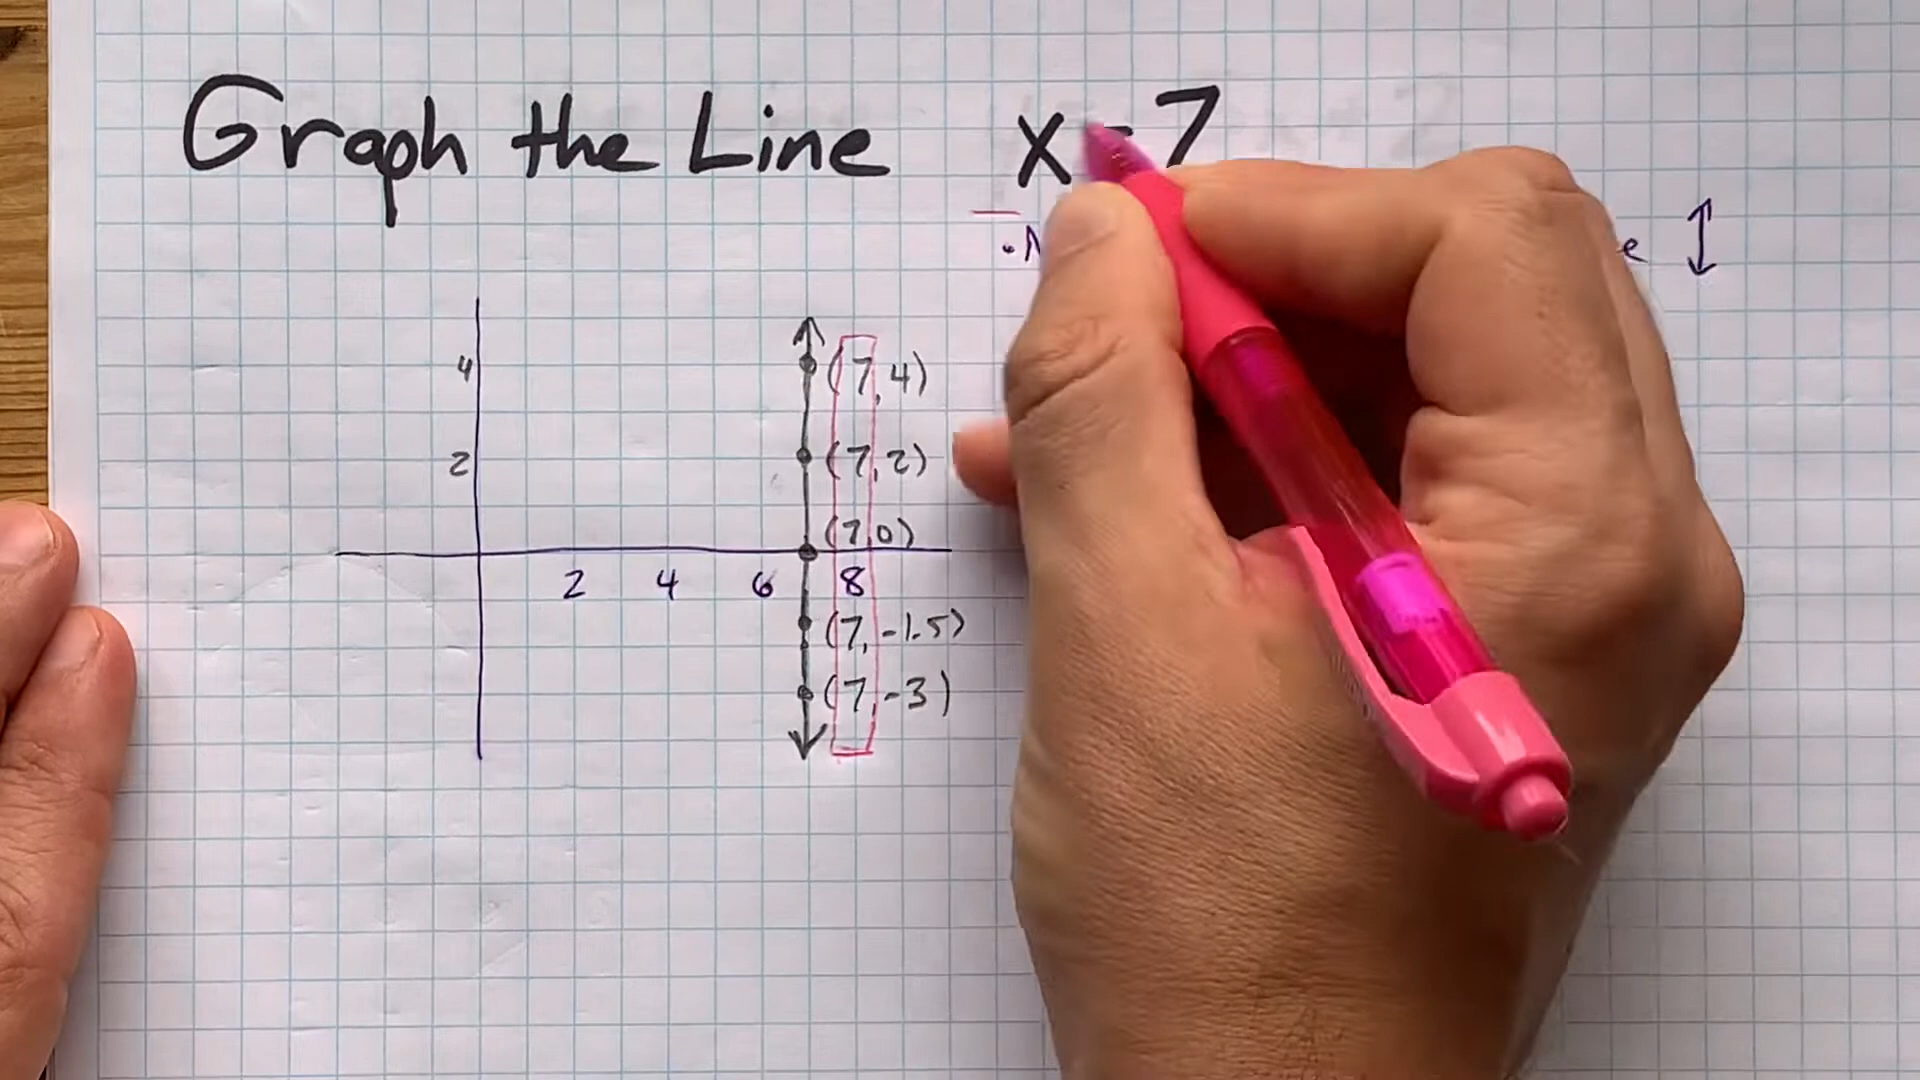 Graph the Line x=7
e ↕
4 (7,4)
2 (7,2)
(7,0)
2 4 6 8
(7,-1.5)
(7,-3)